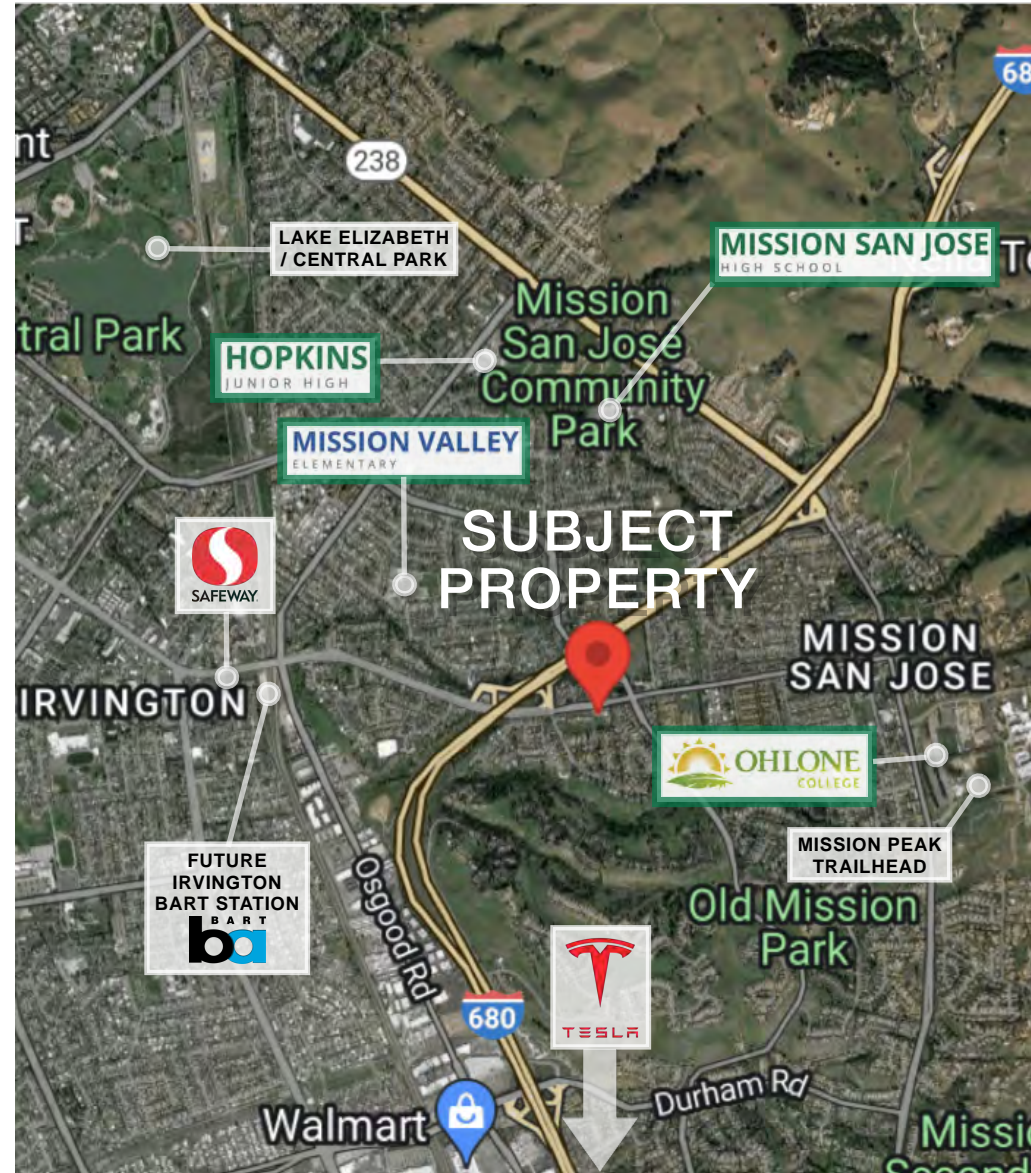 68
nt
238
T
LAKE ELIZABETH
/ CENTRAL PARK
MISSION SAN JOSE
HIGH SCHOOL
Mission
San Jose
Community
Park
tral Park
HOPKINS
JUNIOR HIGH
MISSION VALLEY
ELEMENTARY
SUBJECT
PROPERTY
SAFEWAY
MISSION
SAN JOSE
IRVINGTON
OHLONE
COLLEGE
MISSION PEAK
TRAILHEAD
FUTURE
IRVINGTON
BART STATION
BART
ba
Osgood Rd
Old Mission
Park
TESLA
680
Durham Rd
Walmart
Missi